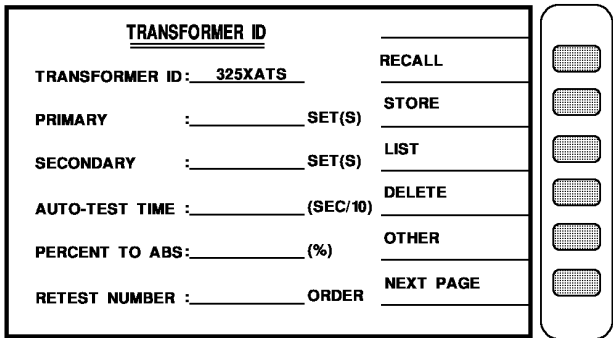 TRANSFORMER ID
TRANSFORMER ID: 325XATS
PRIMARY : SET(S)
SECONDARY : SET(S)
AUTO-TEST TIME : (SEC/10)
PERCENT TO ABS: (%)
RETEST NUMBER : ORDER
RECALL
STORE
LIST
DELETE
OTHER
NEXT PAGE